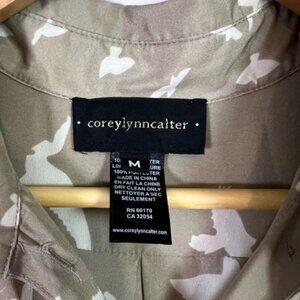 coreylynncalter
M
100% POLYESTER
MADE IN CHINA
EN FAIT LA CHINE
DRY CLEAN ONLY
NETTOYER A SEC
SEULEMENT
RN 66170
CA 32054
www.coreylynncalter.com